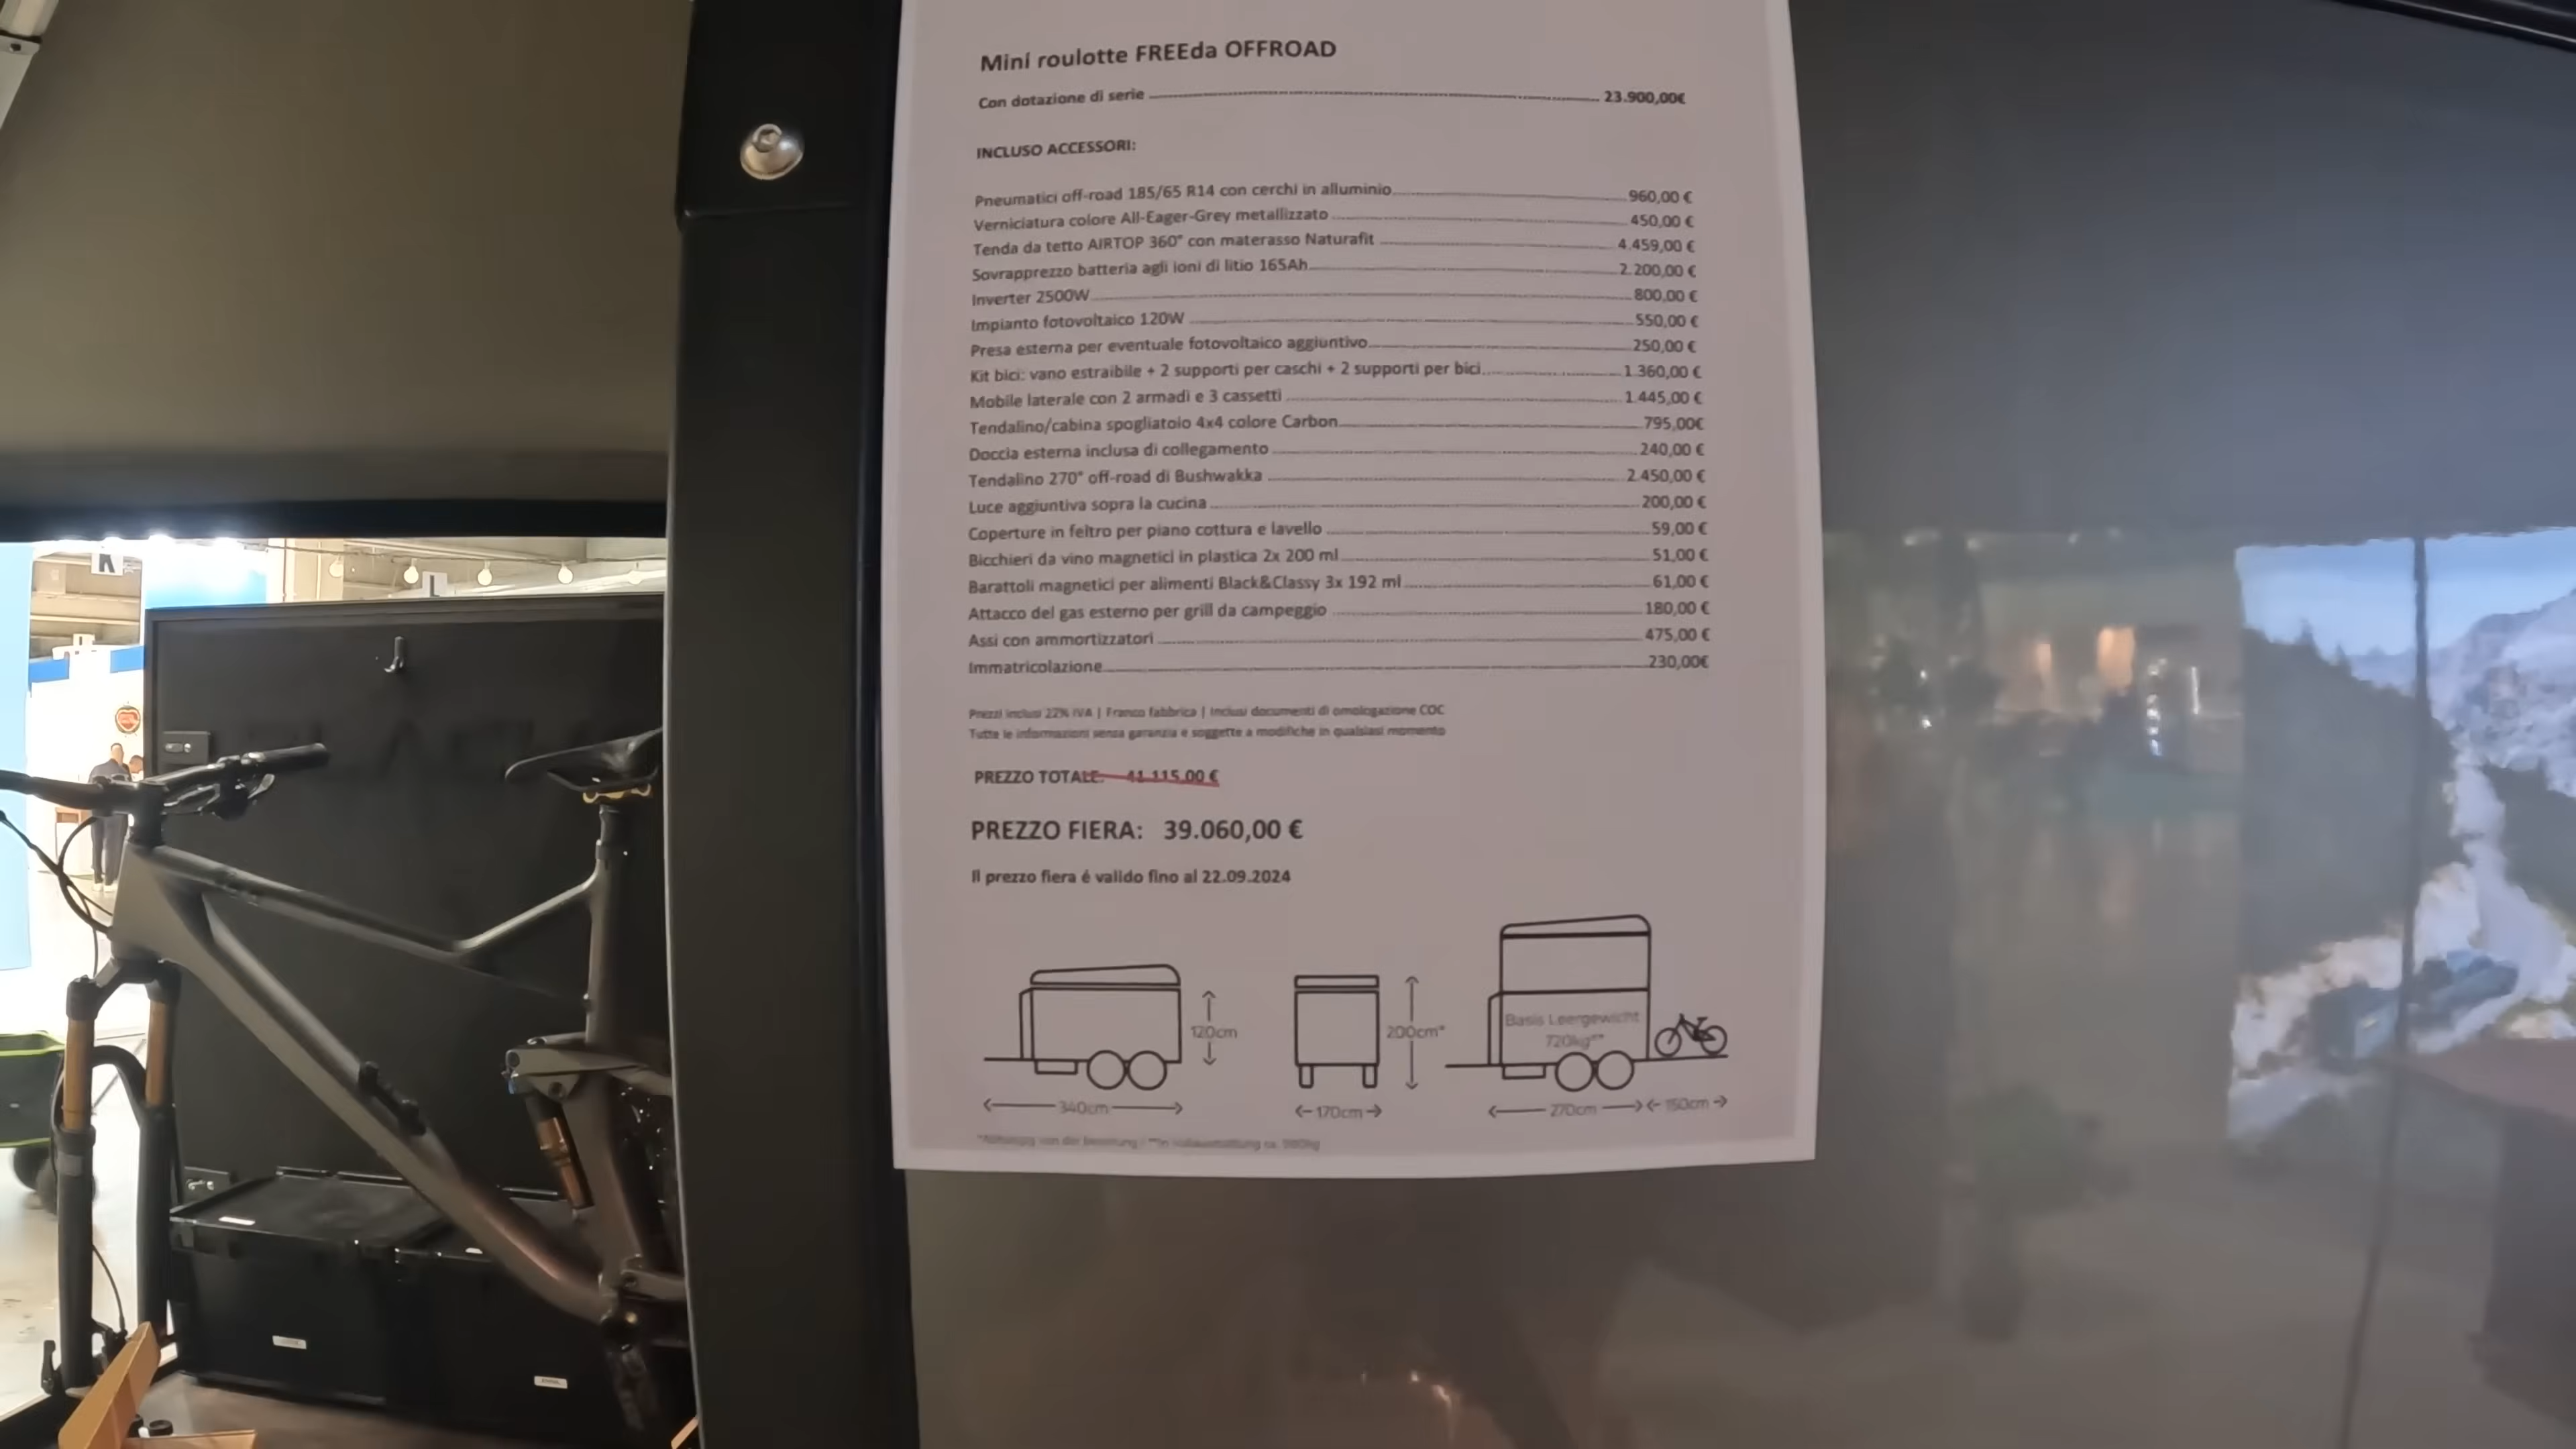 Mini roulotte FREEda OFFROAD
Con dotazione di serie 23.900,00€
INCLUSO ACCESSORI:
Pneumatici off-road 185/65 R14 con cerchi in alluminio 960,00 €
Verniciatura colore All-Eager-Grey metallizzato 450,00 €
Tenda da tetto AIRTOP 360° con materasso Naturafit 4.459,00 €
Sovrapprezzo batteria agli ioni di litio 165Ah 2.200,00 €
Inverter 2500W 800,00 €
Impianto fotovoltaico 120W 550,00 €
Presa esterna per eventuale fotovoltaico aggiuntivo 250,00 €
Kit bici: vano estraibile + 2 supporti per caschi + 2 supporti per bici 1.360,00 €
Mobile laterale con 2 armadi e 3 cassetti 1.445,00 €
Tendalino/cabina spogliatoio 4x4 colore Carbon 795,00€
Doccia esterna inclusa di collegamento 240,00 €
Tendalino 270° off-road di Bushwakka 2.450,00 €
Luce aggiuntiva sopra la cucina 200,00 €
Coperture in feltro per piano cottura e lavello 59,00 €
Bicchieri da vino magnetici in plastica 2x 200 ml 51,00 €
Barattoli magnetici per alimenti Black&Classy 3x 192 ml 61,00 €
Attacco del gas esterno per grill da campeggio 180,00 €
Assi con ammortizzatori 475,00 €
Immatricolazione 230,00€
Prezzi inclusi 22% IVA | Franco fabbrica | Inclusi documenti di omologazione COC
Tutte le informazioni senza garanzia e soggette a modifiche in qualsiasi momento
PREZZO TOTALE: 41.115,00 €
PREZZO FIERA: 39.060,00 €
Il prezzo fiera é valido fino al 22.09.2024
120cm
200cm*
Basis Leergewicht
720kg**
340cm
170cm
270cm
150cm
K
L